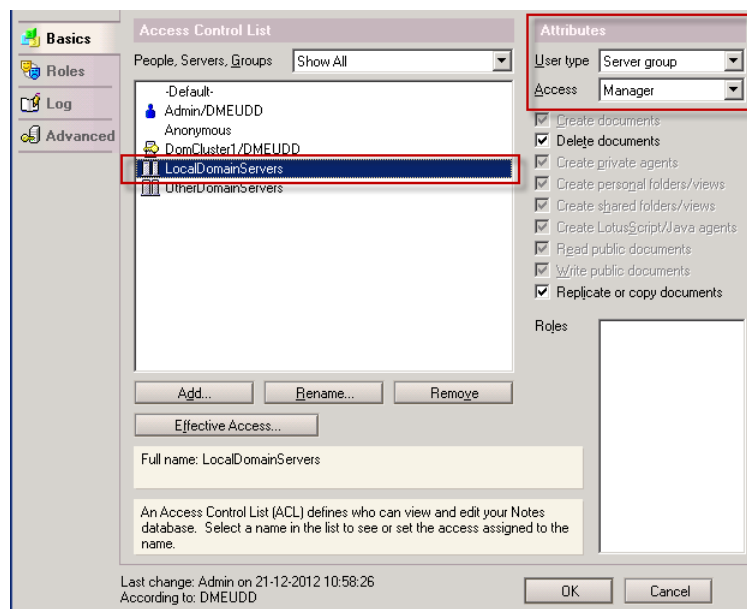 Basics
Roles
Log
Advanced
Access Control List
People, Servers, Groups Show All
-Default-
Admin/DMEUDD
Anonymous
DomCluster1/DMEUDD
LocalDomainServers
OtherDomainServers
Add... Rename... Remove
Effective Access...
Full name: LocalDomainServers
An Access Control List (ACL) defines who can view and edit your Notes
database. Select a name in the list to see or set the access assigned to the
name.
Attributes
User type Server group
Access Manager
Create documents
Delete documents
Create private agents
Create personal folders/views
Create shared folders/views
Create LotusScript/Java agents
Read public documents
Write public documents
Replicate or copy documents
Roles
Last change: Admin on 21-12-2012 10:58:26
According to: DMEUDD
OK Cancel